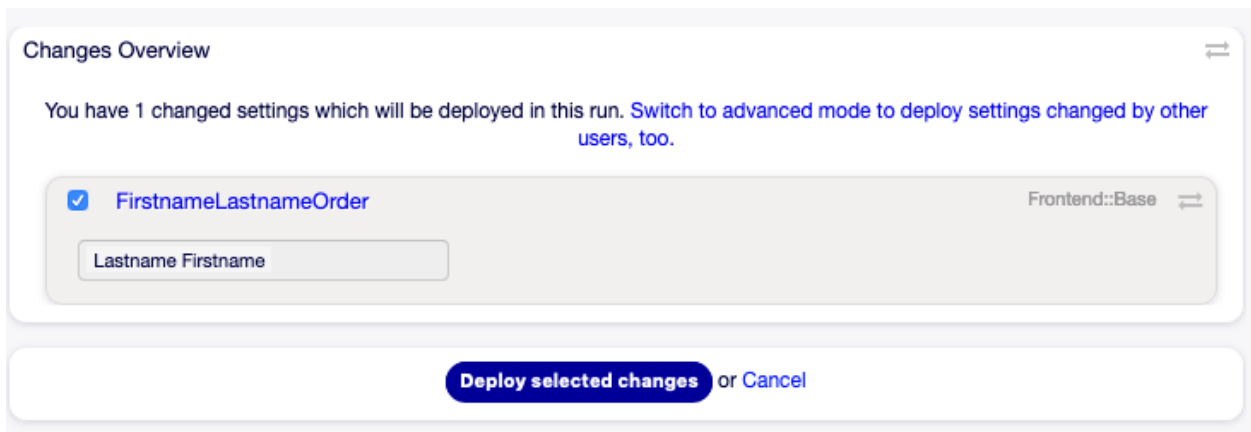 Changes Overview
You have 1 changed settings which will be deployed in this run. Switch to advanced mode to deploy settings changed by other
users, too.
FirstnameLastnameOrder Frontend::Base
Lastname Firstname
Deploy selected changes or Cancel